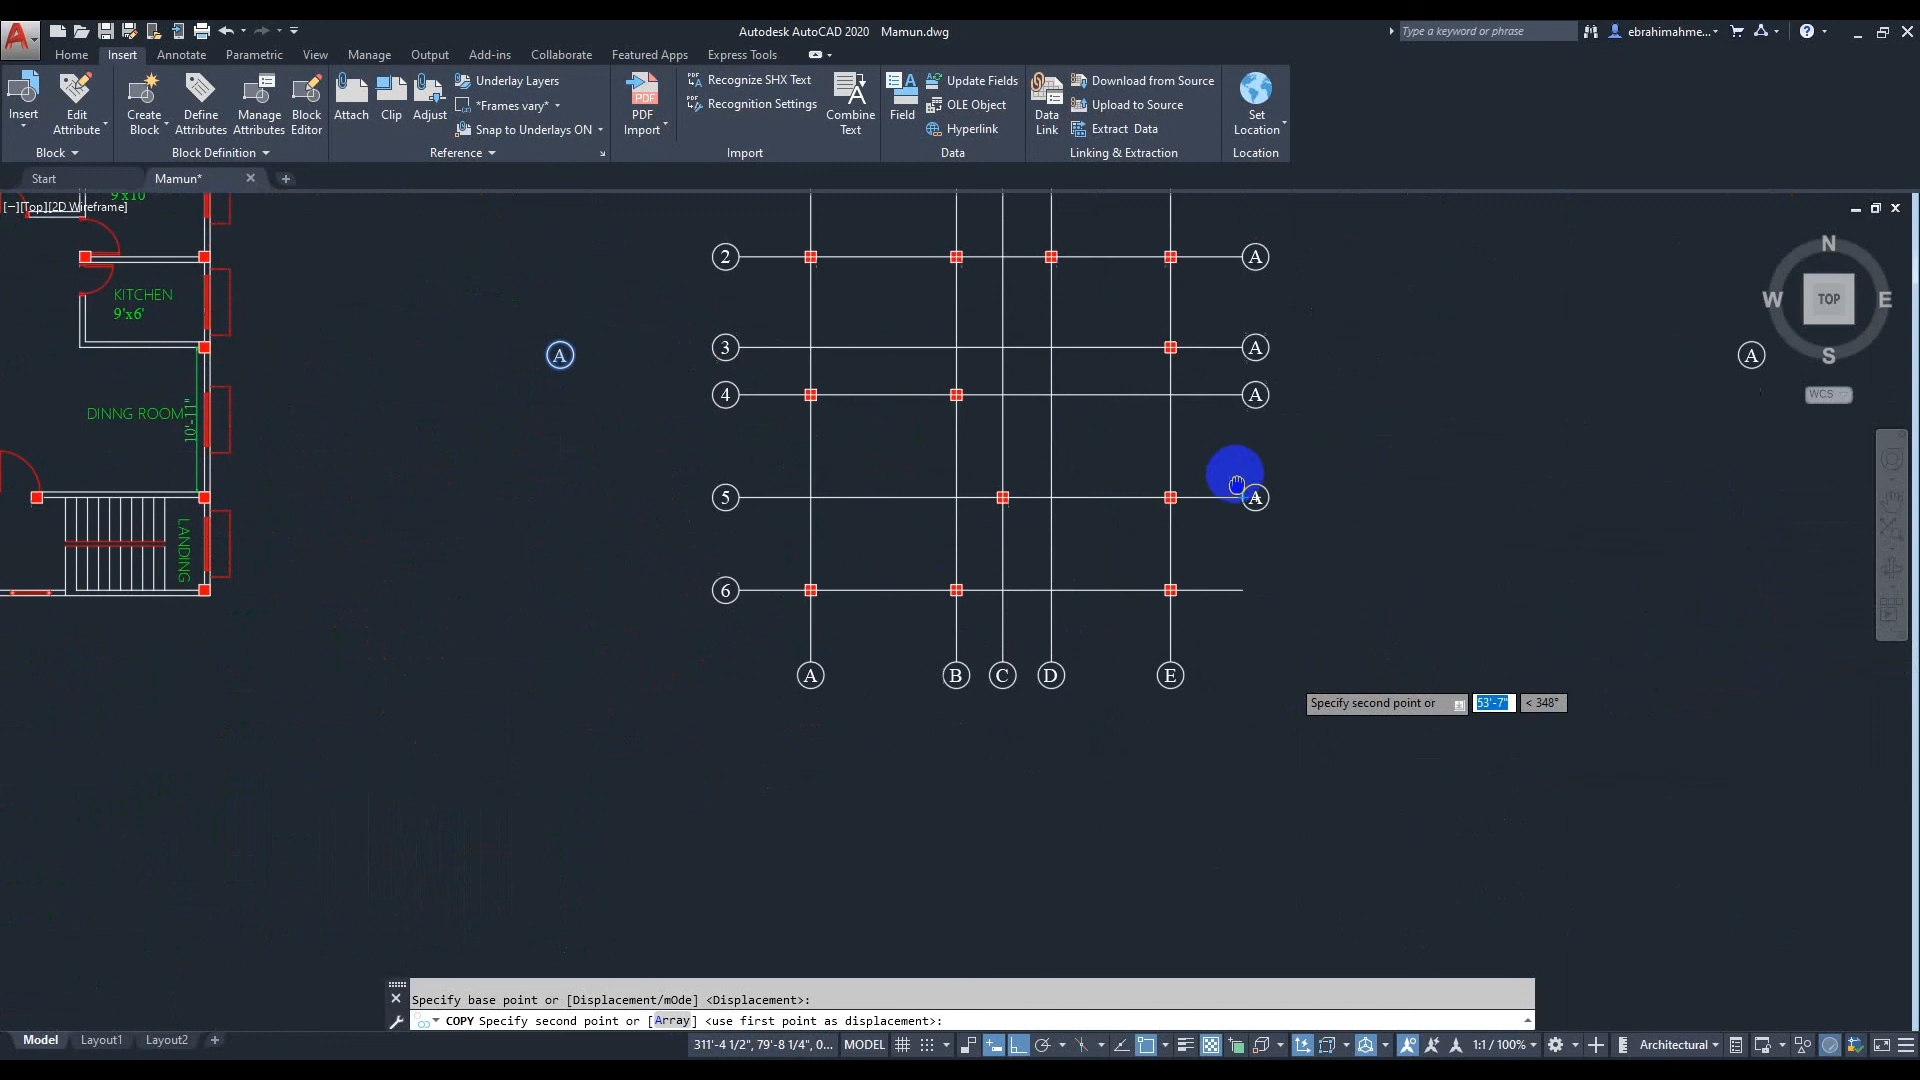 Autodesk AutoCAD 2020 Mamun.dwg
Type a keyword or phrase
ebrahimahme...
Home Insert Annotate Parametric View Manage Output Add-ins Collaborate Featured Apps Express Tools
Insert
Edit Attribute
Block
Create Block
Define Attributes
Manage Attributes
Block Editor
Block Definition
Attach
Clip
Adjust
Underlay Layers
*Frames vary*
Snap to Underlays ON
Reference
PDF Import
Recognize SHX Text
Recognition Settings
Combine Text
Import
Field
Update Fields
OLE Object
Hyperlink
Data
Data Link
Download from Source
Upload to Source
Extract Data
Linking & Extraction
Set Location
Location
Start
Mamun*
[−][Top][2D Wireframe]
9'x10'
KITCHEN
9'x6'
DINNG ROOM
10'-11"
LANDING
A
2 A
3 A
4 A
5 A
6
A B C D E
A
N
W TOP E
S
WCS
Specify second point or 53'-7" < 348°
Specify base point or [Displacement/mOde] <Displacement>:
COPY Specify second point or [Array] <use first point as displacement>:
Model Layout1 Layout2
311'-4 1/2", 79'-8 1/4", 0... MODEL
1:1 / 100%
Architectural